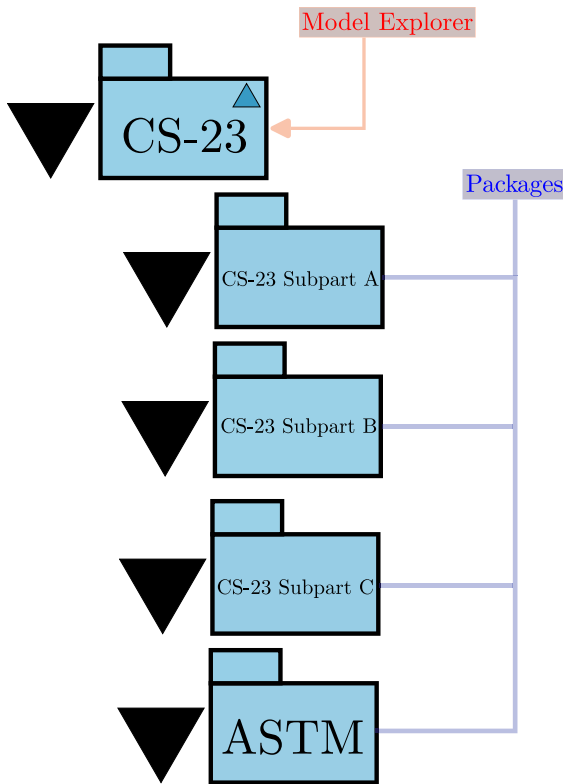 Model Explorer
CS-23
Packages
CS-23 Subpart A
CS-23 Subpart B
CS-23 Subpart C
ASTM